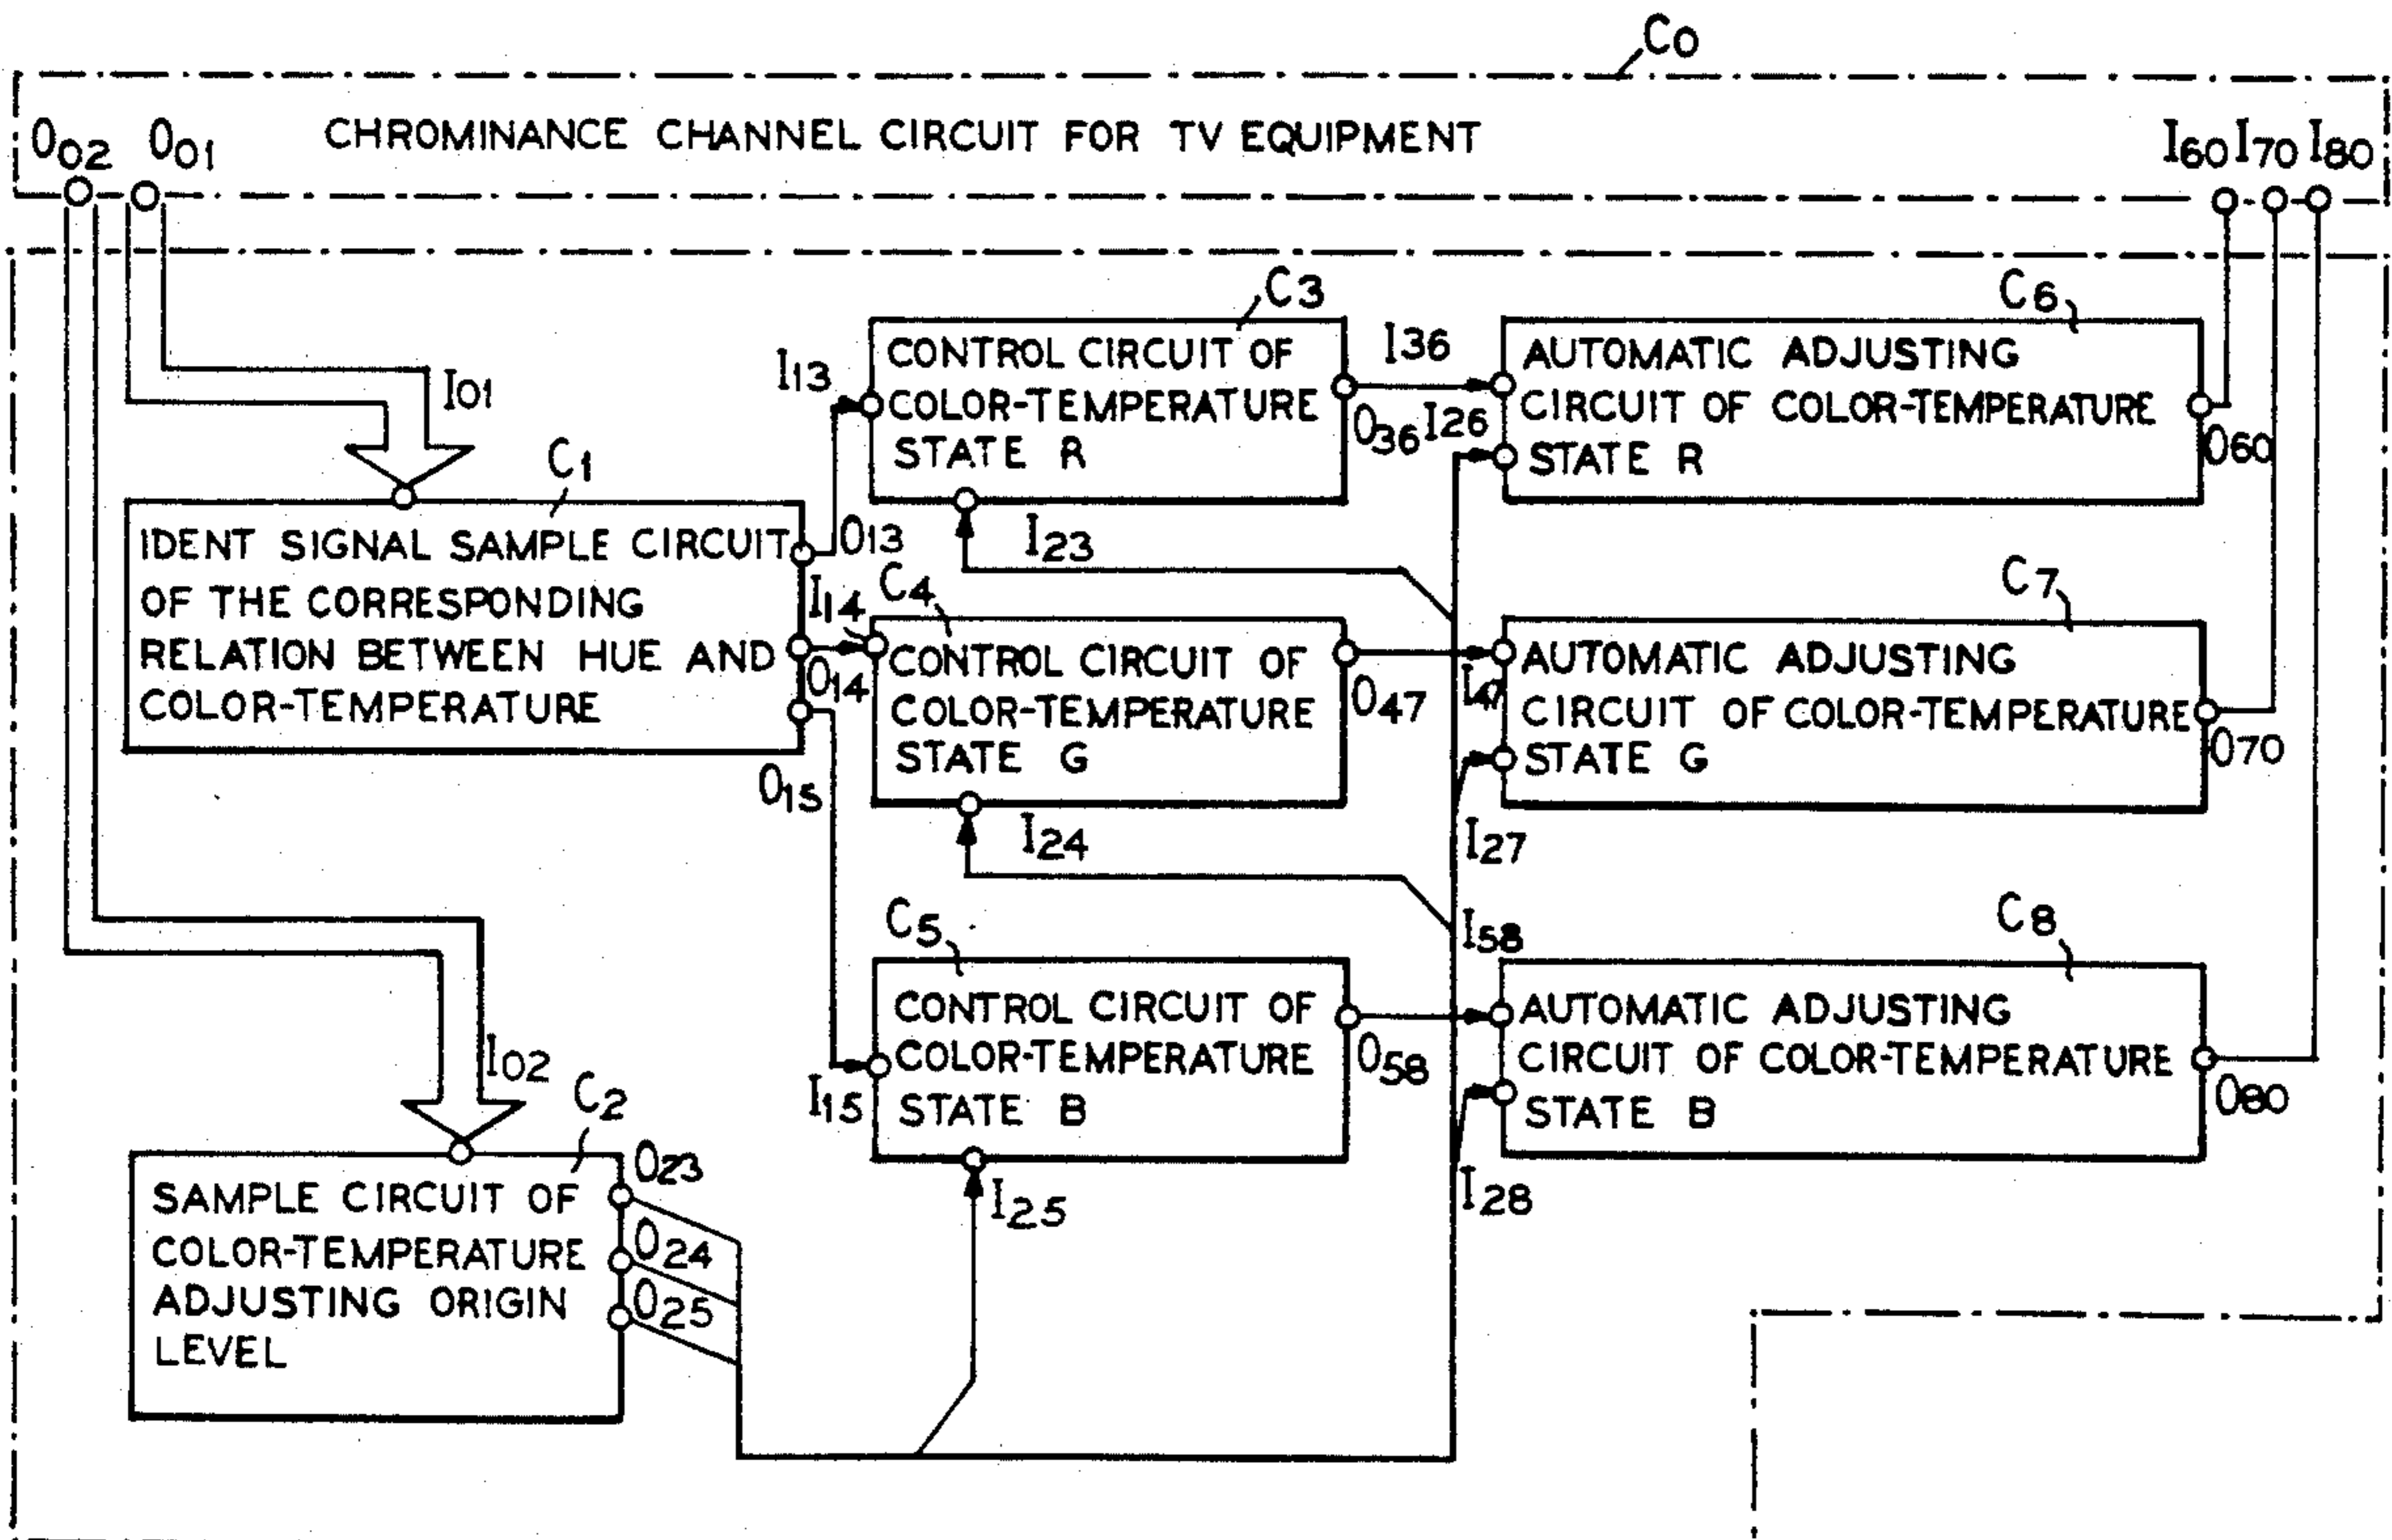 C0
O02 O01 CHROMINANCE CHANNEL CIRCUIT FOR TV EQUIPMENT I60 I70 I80
I01
I02
C1
IDENT SIGNAL SAMPLE CIRCUIT
OF THE CORRESPONDING
RELATION BETWEEN HUE AND
COLOR-TEMPERATURE
O13
O14
O15
C2
SAMPLE CIRCUIT OF
COLOR-TEMPERATURE
ADJUSTING ORIGIN
LEVEL
O23
O24
O25
C3
I13
CONTROL CIRCUIT OF
COLOR-TEMPERATURE
STATE R
I23
O36
C4
I14
CONTROL CIRCUIT OF
COLOR-TEMPERATURE
STATE G
I24
O47
C5
I15
CONTROL CIRCUIT OF
COLOR-TEMPERATURE
STATE B
I25
O58
C6
I36
I26
AUTOMATIC ADJUSTING
CIRCUIT OF COLOR-TEMPERATURE
STATE R
O60
C7
I47
I27
AUTOMATIC ADJUSTING
CIRCUIT OF COLOR-TEMPERATURE
STATE G
O70
C8
I58
I28
AUTOMATIC ADJUSTING
CIRCUIT OF COLOR-TEMPERATURE
STATE B
O80